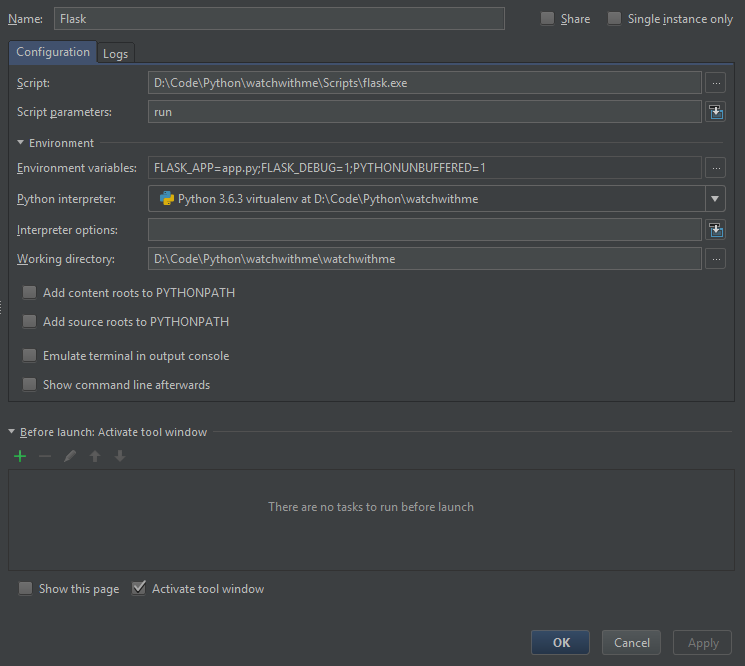 Name: Flask Share Single instance only
Configuration Logs
Script: D:\Code\Python\watchwithme\Scripts\flask.exe ...
Script parameters: run
Environment
Environment variables: FLASK_APP=app.py;FLASK_DEBUG=1;PYTHONUNBUFFERED=1 ...
Python interpreter: Python 3.6.3 virtualenv at D:\Code\Python\watchwithme
Interpreter options:
Working directory: D:\Code\Python\watchwithme\watchwithme ...
Add content roots to PYTHONPATH
Add source roots to PYTHONPATH
Emulate terminal in output console
Show command line afterwards
Before launch: Activate tool window
There are no tasks to run before launch
Show this page Activate tool window
OK Cancel Apply